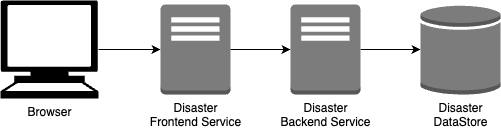 Browser
Disaster
Frontend Service
Disaster
Backend Service
Disaster
DataStore